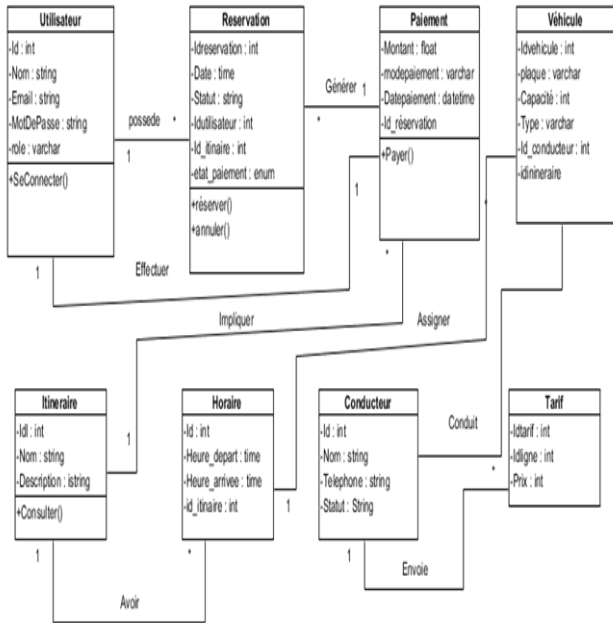 Utilisateur
-Id : int
-Nom : string
-Email : string
-MotDePasse : string
-role : varchar
+SeConnecter()
possede
1
*
Reservation
-Idreservation : int
-Date : time
-Statut : string
-Idutilisateur : int
-Id_itinaire : int
-etat_paiement : enum
+réserver()
+annuler()
Générer
1
*
Paiement
-Montant : float
-modepaiement : varchar
-Datepaiement : datetime
-Id_réservation
+Payer()
Véhicule
-Idvehicule : int
-plaque : varchar
-Capacité : int
-Type : varchar
-Id_conducteur : int
-idinineraire
1
1
Effectuer
*
Impliquer
1
*
Assigner
1
Itineraire
-IdI : int
-Nom : string
-Description : istring
+Consulter()
Horaire
-Id : int
-Heure_depart : time
-Heure_arrivee : time
-id_itinaire : int
Conducteur
-Id : int
-Nom : string
-Telephone : string
-Statut : String
Conduit
Tarif
-Idtarif : int
-Idligne : int
-Prix : int
1
*
Avoir
1
*
Envoie